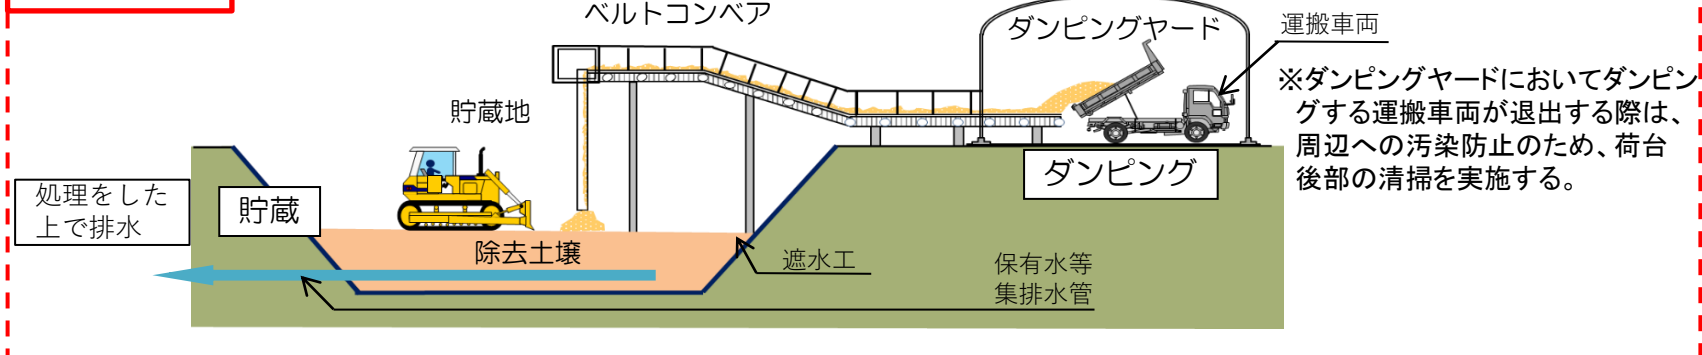 ベルトコンベア
ダンピングヤード
運搬車両
※ダンピングヤードにおいてダンピン
グする運搬車両が退出する際は、
周辺への汚染防止のため、荷台
後部の清掃を実施する。
貯蔵地
ダンピング
処理をした
上で排水
貯蔵
除去土壌
遮水工
保有水等
集排水管